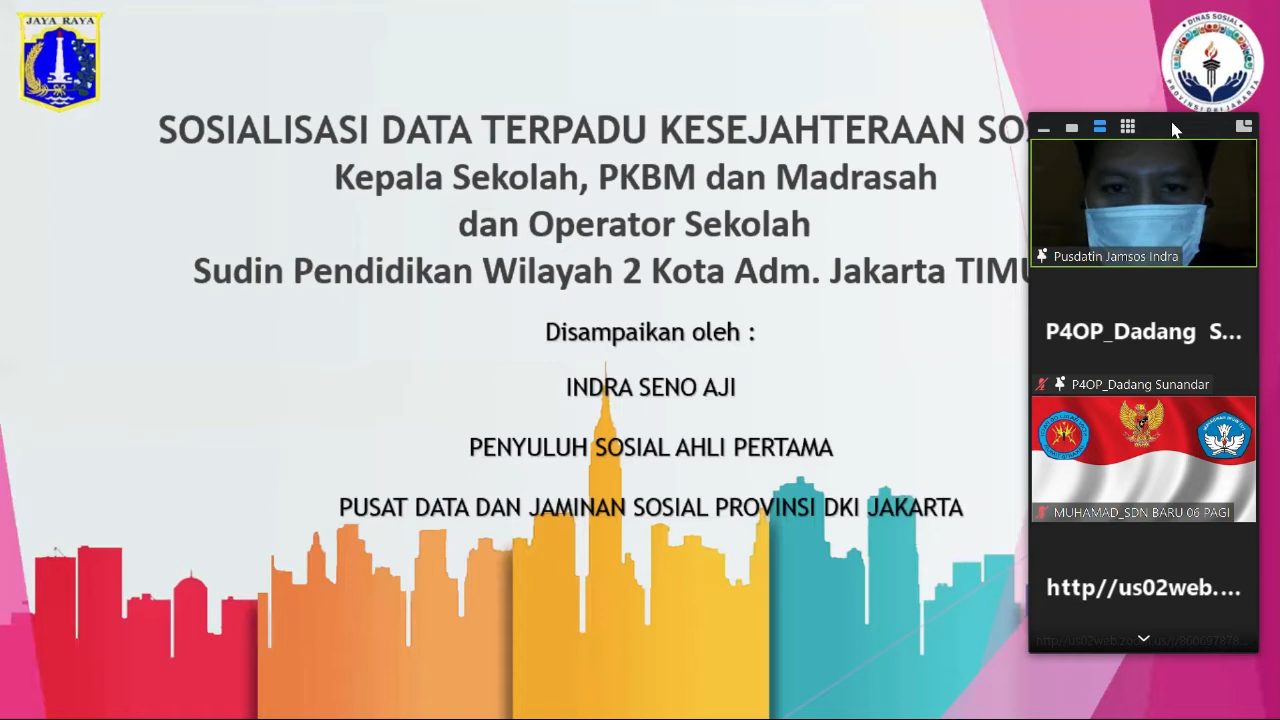 JAYA RAYA
DINAS SOSIAL
PROVINSI DKI JAKARTA
SOSIALISASI DATA TERPADU KESEJAHTERAAN SO
Kepala Sekolah, PKBM dan Madrasah
dan Operator Sekolah
Sudin Pendidikan Wilayah 2 Kota Adm. Jakarta TIMU
Disampaikan oleh :
INDRA SENO AJI
PENYULUH SOSIAL AHLI PERTAMA
PUSAT DATA DAN JAMINAN SOSIAL PROVINSI DKI JAKARTA
Pusdatin Jamsos Indra
P4OP_Dadang S...
P4OP_Dadang Sunandar
MUHAMAD_SDN BARU 06 PAGI
http//us02web....